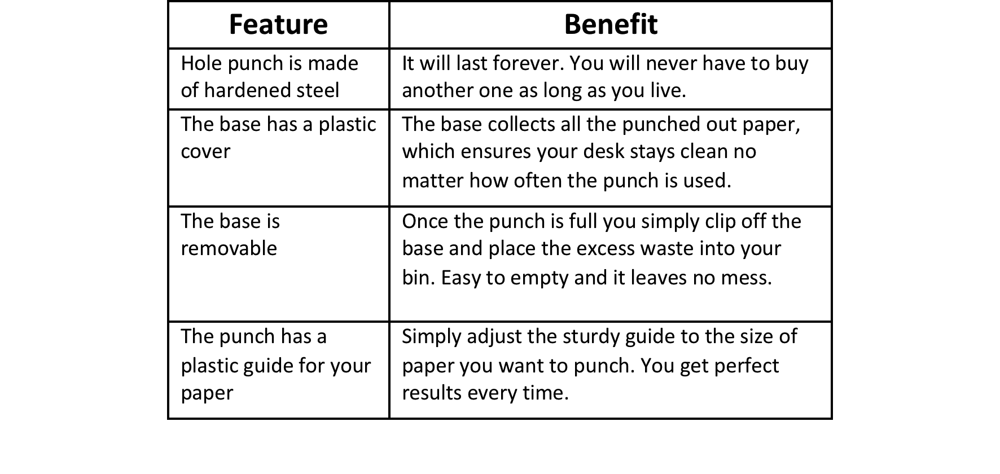 Feature
Benefit
Hole punch is made
of hardened steel
It will last forever. You will never have to buy
another one as long as you live.
The base has a plastic
cover
The base collects all the punched out paper,
which ensures your desk stays clean no
matter how often the punch is used.
The base is
removable
Once the punch is full you simply clip off the
base and place the excess waste into your
bin. Easy to empty and it leaves no mess.
The punch has a
plastic guide for your
paper
Simply adjust the sturdy guide to the size of
paper you want to punch. You get perfect
results every time.